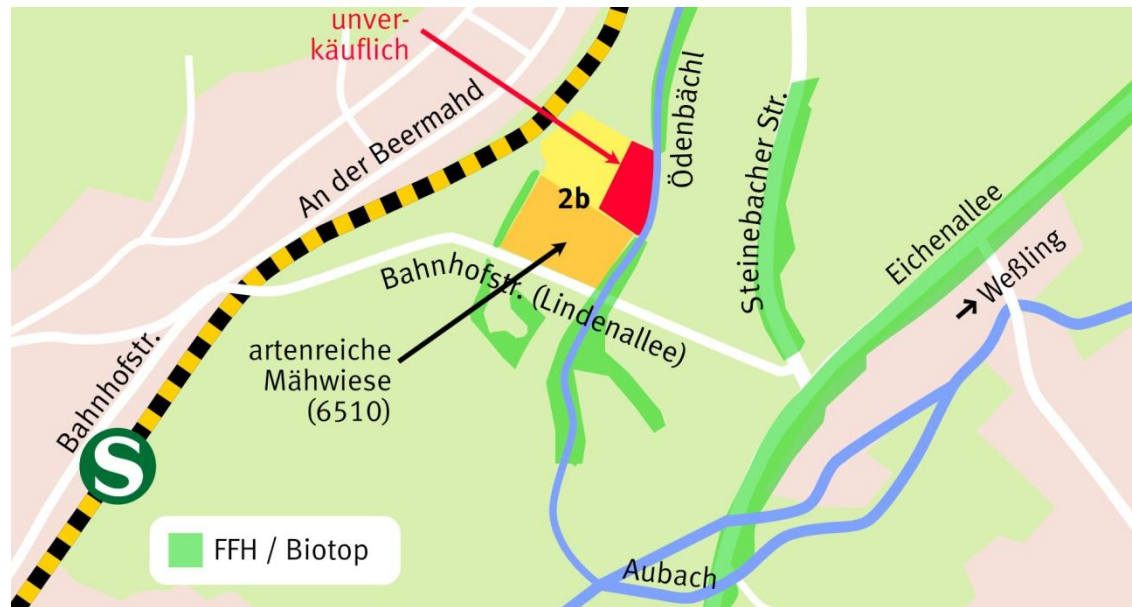 unver-
käuflich
An der Beermahd
Ödenbächl
Steinebacher Str.
Eichenallee
→ Weßling
2b
Bahnhofstr. (Lindenallee)
artenreiche
Mähwiese
(6510)
Bahnhofstr.
S
FFH / Biotop
Aubach